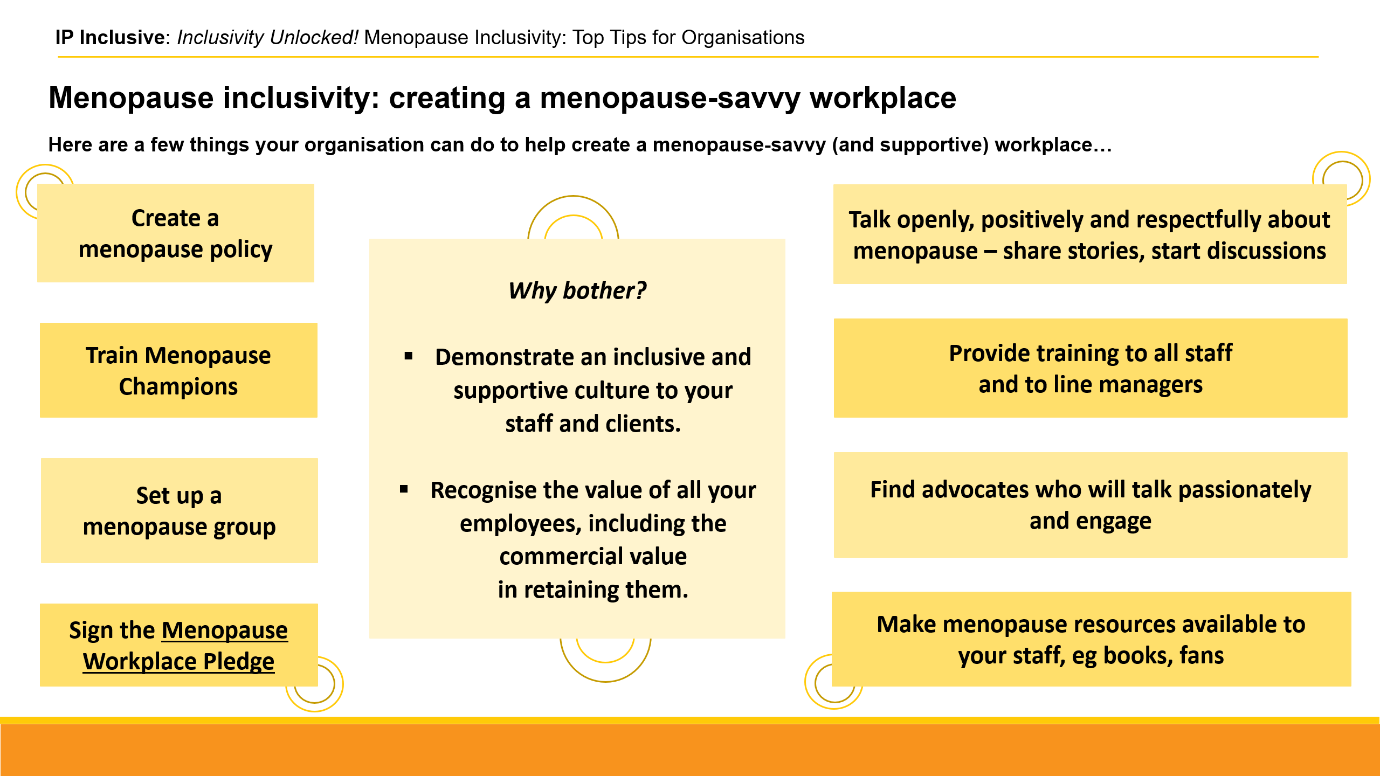 IP Inclusive: Inclusivity Unlocked! Menopause Inclusivity: Top Tips for Organisations
Menopause inclusivity: creating a menopause-savvy workplace
Here are a few things your organisation can do to help create a menopause-savvy (and supportive) workplace…
Create a
menopause policy
Train Menopause
Champions
Set up a
menopause group
Sign the Menopause
Workplace Pledge
Why bother?
▪ Demonstrate an inclusive and
supportive culture to your
staff and clients.
▪ Recognise the value of all your
employees, including the
commercial value
in retaining them.
Talk openly, positively and respectfully about
menopause – share stories, start discussions
Provide training to all staff
and to line managers
Find advocates who will talk passionately
and engage
Make menopause resources available to
your staff, eg books, fans